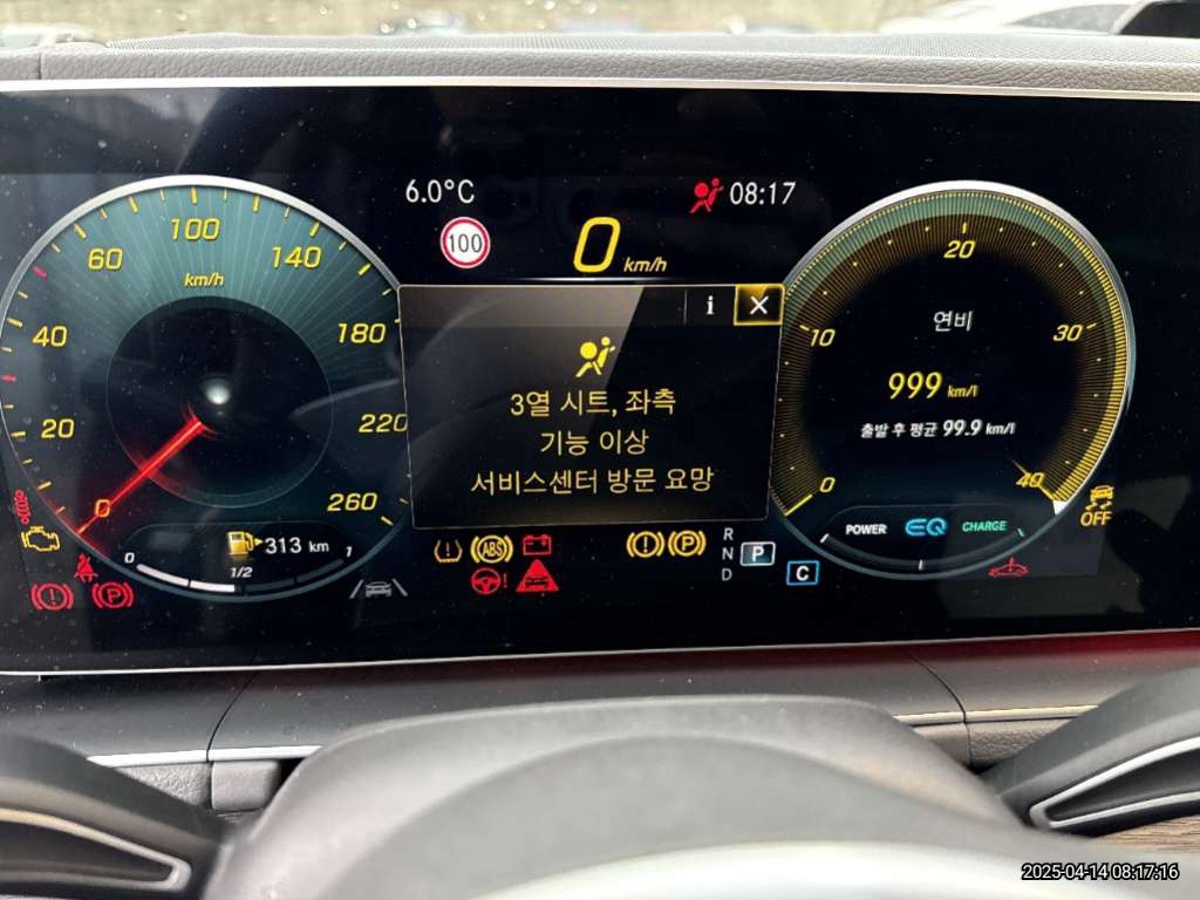 6.0°C
08:17
100
0 km/h
0
20
40
60
100
140
180
220
260
km/h
i
3열 시트, 좌측
기능 이상
서비스센터 방문 요망
0
10
20
30
40
연비
999 km/l
출발 후 평균 99.9 km/l
POWER EQ CHARGE
OFF
0
1/2
1
313 km
ABS
P
P
R
N
D
P
C
2025-04-14 08:17:16